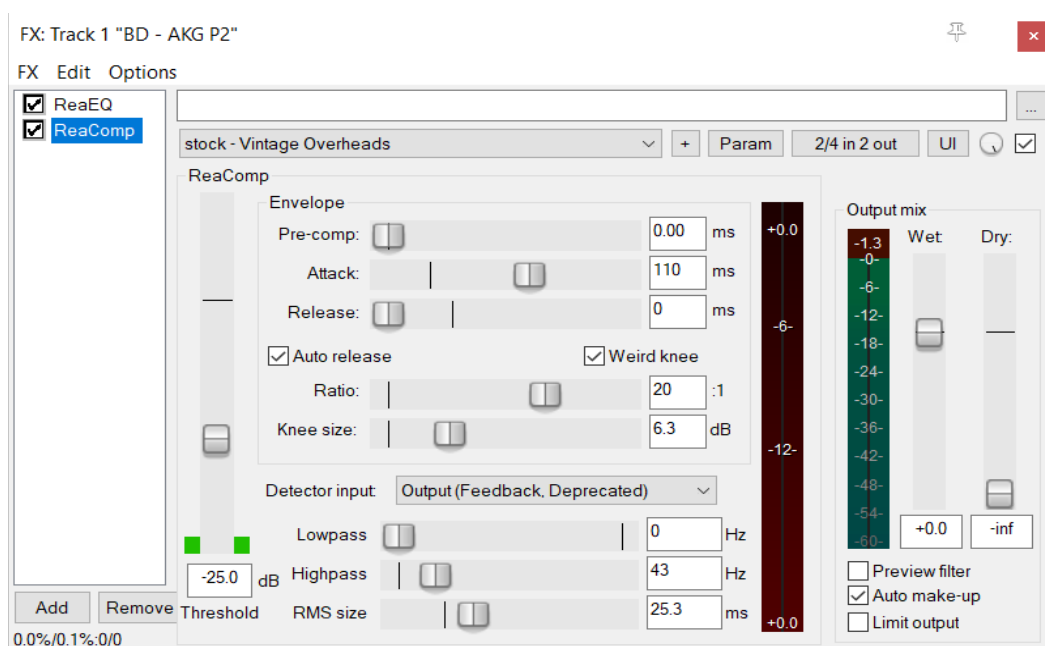 FX: Track 1 "BD - AKG P2"
FX Edit Options
ReaEQ
ReaComp
...
stock - Vintage Overheads
+
Param
2/4 in 2 out
UI
ReaComp
Envelope
Pre-comp: 0.00 ms
Attack: 110 ms
Release: 0 ms
Auto release
Weird knee
Ratio: 20 :1
Knee size: 6.3 dB
Detector input: Output (Feedback, Deprecated)
Lowpass 0 Hz
Highpass 43 Hz
RMS size 25.3 ms
-25.0 dB
Threshold
+0.0
-6-
-12-
+0.0
Output mix
Wet: Dry:
-1.3
-0-
-6-
-12-
-18-
-24-
-30-
-36-
-42-
-48-
-54-
-60-
+0.0 -inf
Preview filter
Auto make-up
Limit output
Add Remove
0.0%/0.1%:0/0